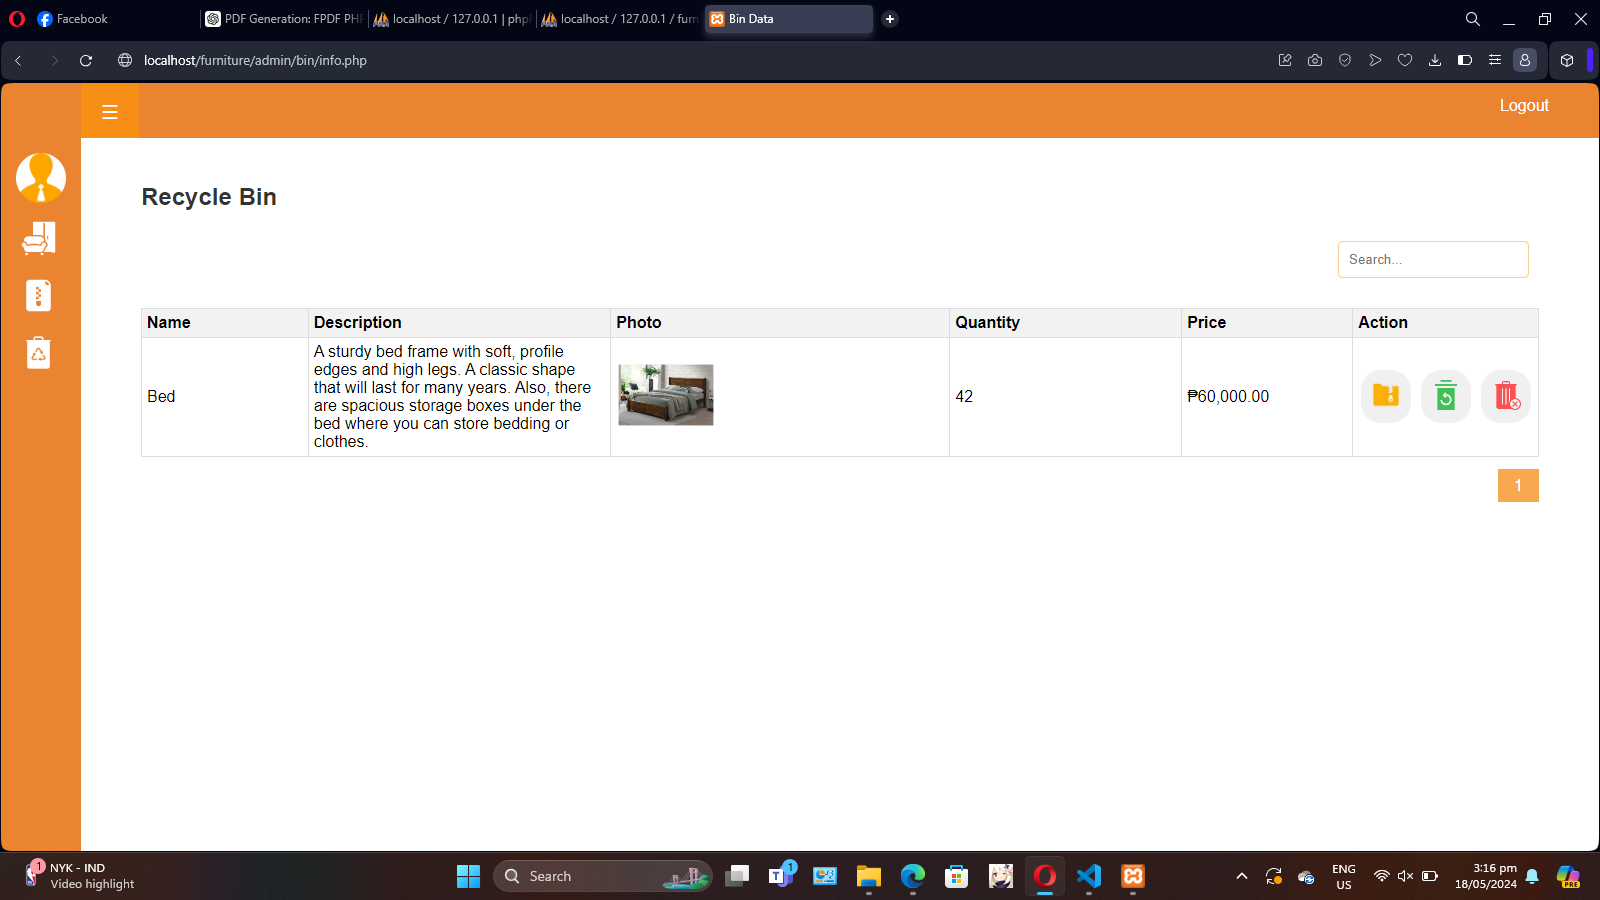 Facebook
PDF Generation: FPDF PHP
localhost / 127.0.0.1 | php
localhost / 127.0.0.1 / furn
Bin Data
localhost/furniture/admin/bin/info.php
Logout
Recycle Bin
Search...
Name Description Photo Quantity Price Action
Bed
A sturdy bed frame with soft, profile
edges and high legs. A classic shape
that will last for many years. Also, there
are spacious storage boxes under the
bed where you can store bedding or
clothes.
42
₱60,000.00
1
1
NYK - IND
Video highlight
Search
1
ENG
US
3:16 pm
18/05/2024
PRE